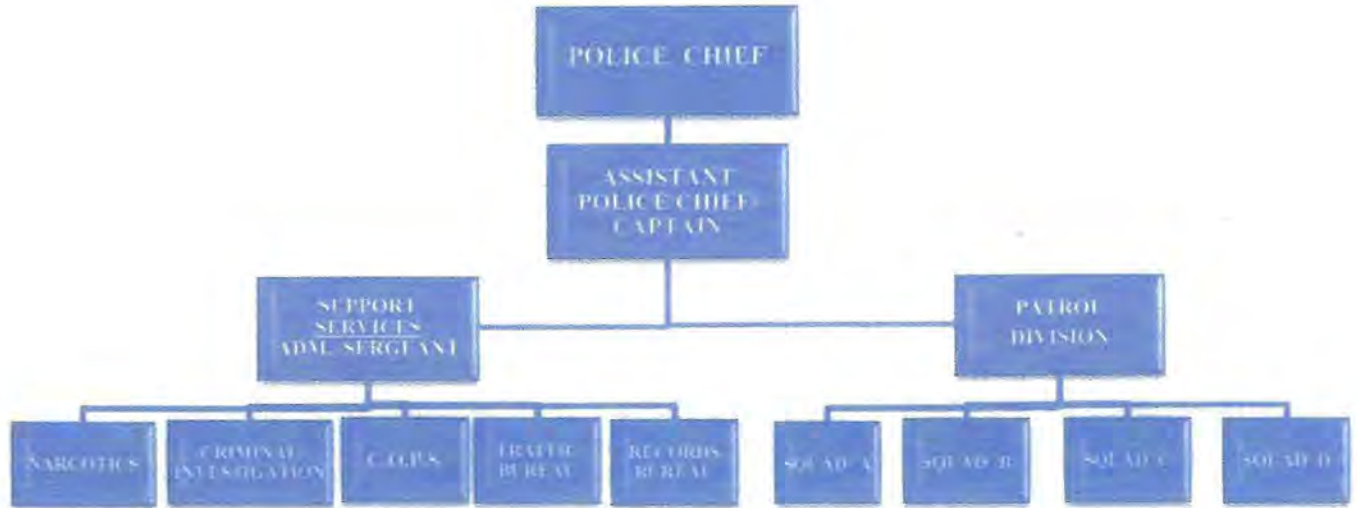 POLICE CHIEF
ASSISTANT
POLICE CHIEF/
CAPTAIN
SUPPORT
SERVICES
ADM. SERGEANT
PATROL
DIVISION
NARCOTICS
CRIMINAL
INVESTIGATION
C.O.P.S.
TRAFFIC
BUREAU
RECORDS
BUREAU
SQUAD A
SQUAD B
SQUAD C
SQUAD D